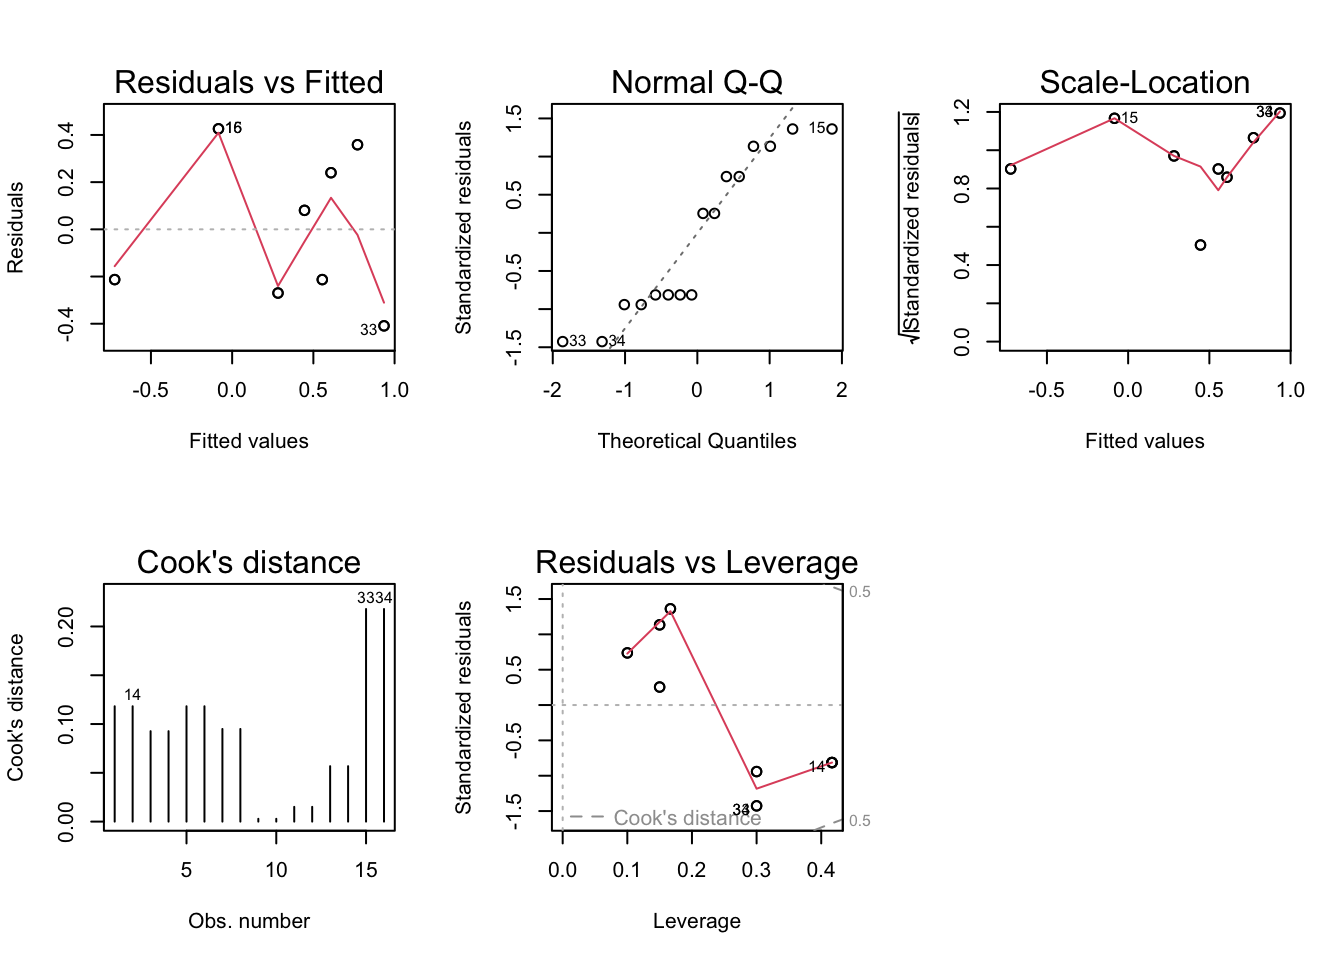 Residuals vs Fitted
Residuals
0.4
0.2
0.0
-0.4
16
33
-0.5 0.0 0.5 1.0
Fitted values
Normal Q-Q
Standardized residuals
1.5
0.5
-0.5
-1.5
15
33
34
-2 -1 0 1 2
Theoretical Quantiles
Scale-Location
√|Standardized residuals|
1.2
0.8
0.4
0.0
15
-0.5 0.0 0.5 1.0
Fitted values
Cook's distance
Cook's distance
0.20
0.10
0.00
14
3334
5 10 15
Obs. number
Residuals vs Leverage
Standardized residuals
1.5
0.5
-0.5
-1.5
0.5
14
Cook's distance
0.5
0.0 0.1 0.2 0.3 0.4
Leverage